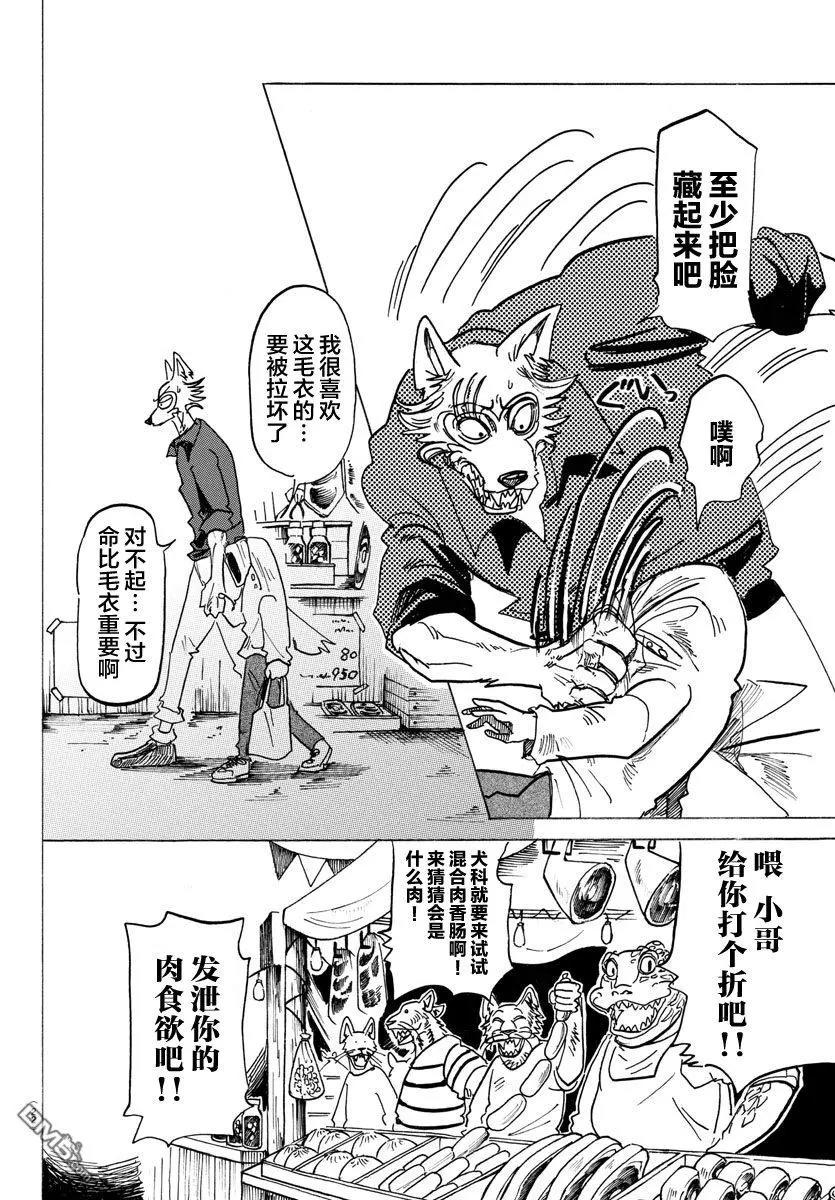 至少把脸
藏起来吧
噗啊
ぐいっ
我很喜欢
这毛衣的…
要被拉坏了
对不起…不过
命比毛衣重要啊
80
950
喂 小哥
给你打个折吧!!
犬科就要来试试
混合肉香肠啊!
来猜猜会是
什么肉!
发泄你的
肉食欲吧!!